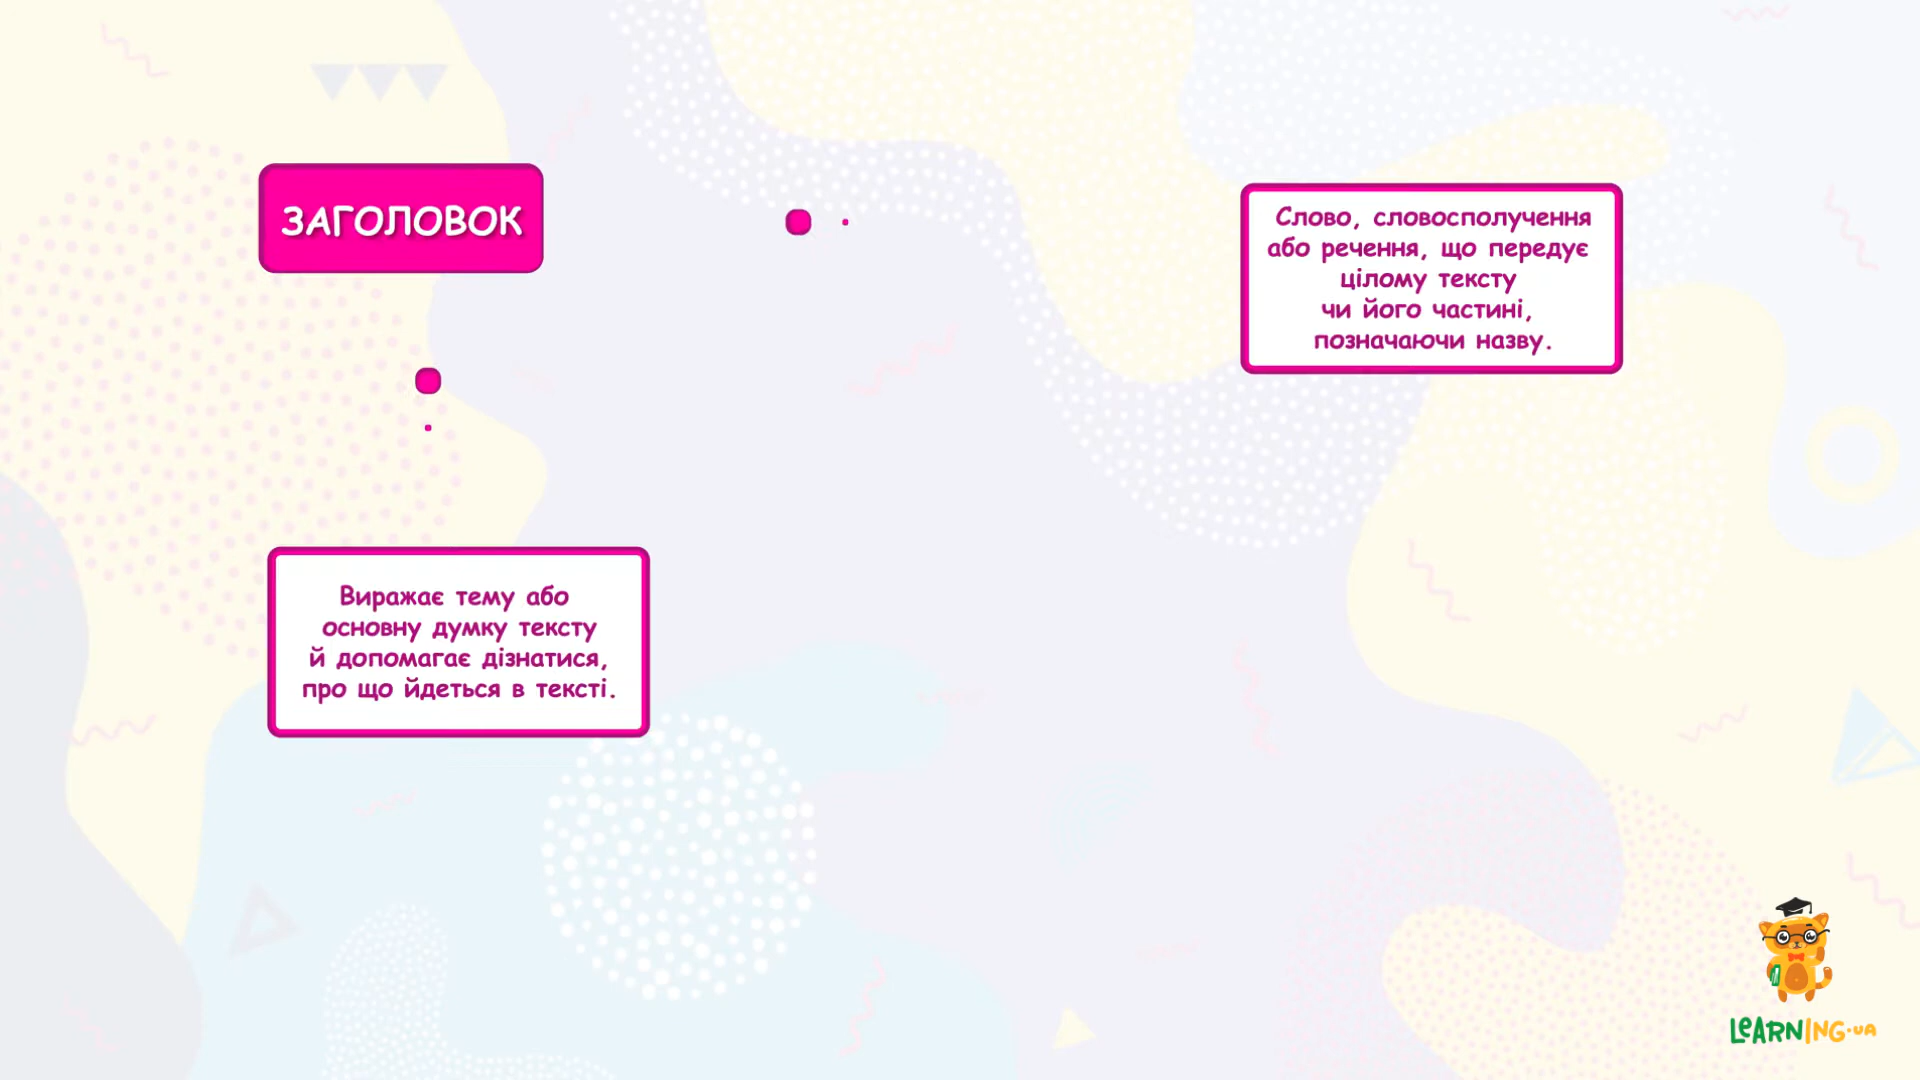 ЗАГОЛОВОК
Слово, словосполучення
або речення, що передує
цілому тексту
чи його частині,
позначаючи назву.
Виражає тему або
основну думку тексту
й допомагає дізнатися,
про що йдеться в тексті.
LeARNING.UA